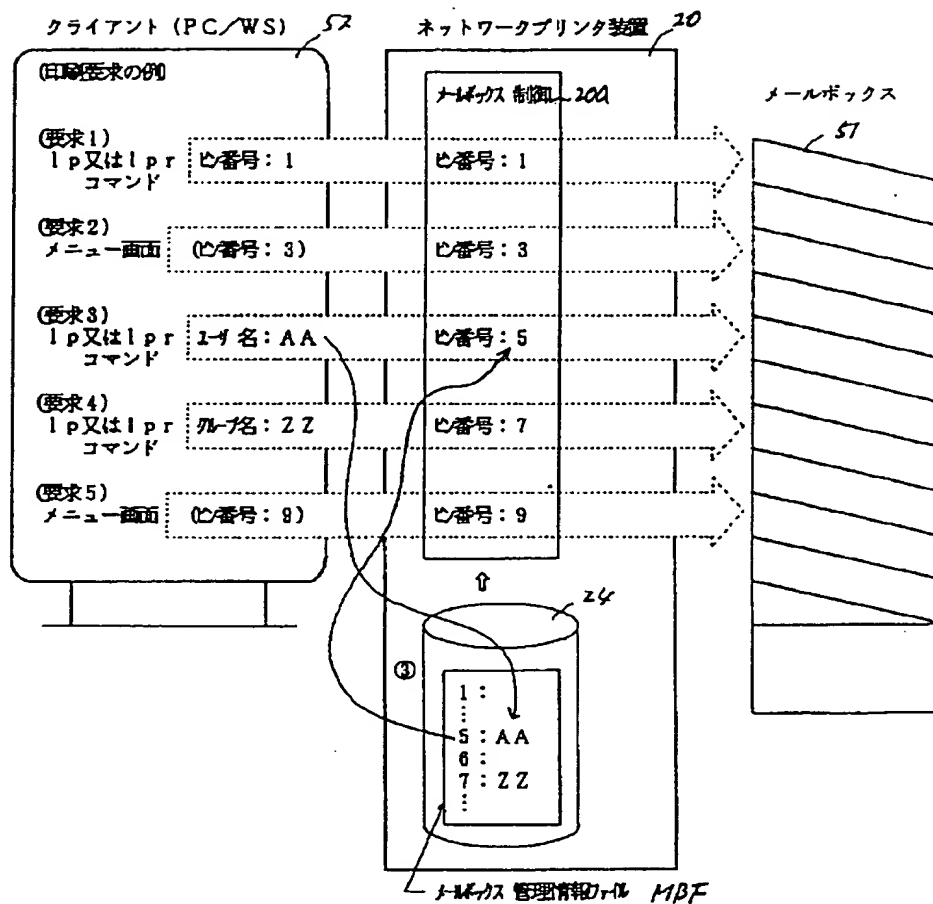 クライアント(PC/WS)
52
ネットワークプリンタ装置
20
(印刷要求の例)
メールボックス 制御
200
メールボックス
51
(要求1)
lp又はlpr
コマンド
ビン番号:1
ビン番号:1
(要求2)
メニュー画面
(ビン番号:3)
ビン番号:3
(要求3)
lp又はlpr
コマンド
ユーザ名:AA
ビン番号:5
(要求4)
lp又はlpr
コマンド
グループ名:ZZ
ビン番号:7
(要求5)
メニュー画面
(ビン番号:9)
ビン番号:9
⇧
24
③
1:
⋮
5:AA
6:
7:ZZ
⋮
メールボックス 管理情報ファイル MBF